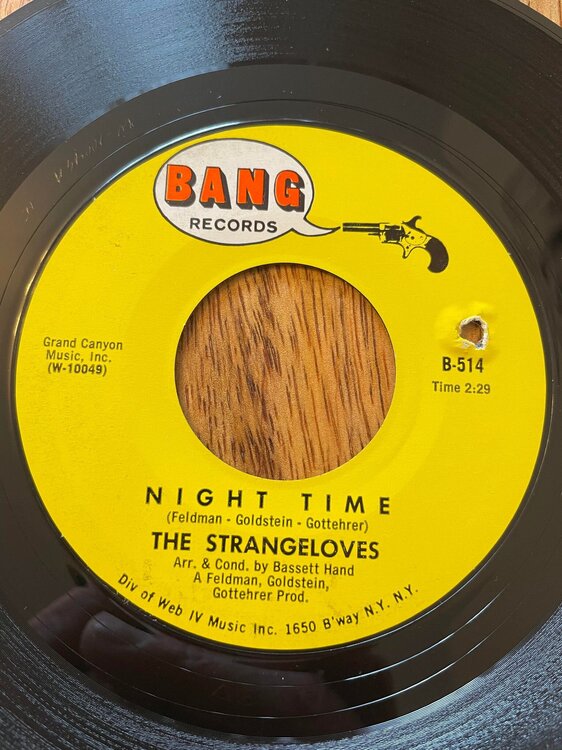 BANG
RECORDS
Grand Canyon
Music, Inc.
(W-10049)
B-514
Time 2:29
NIGHT TIME
(Feldman - Goldstein - Gottehrer)
THE STRANGELOVES
Arr. & Cond. by Bassett Hand
A Feldman, Goldstein,
Gottehrer Prod.
Div of Web IV Music Inc. 1650 B'way N.Y. N.Y.